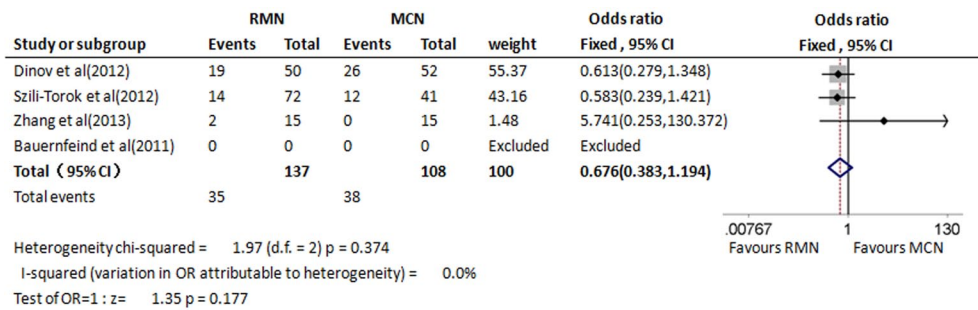 RMN MCN Odds ratio Odds ratio
Study or subgroup Events Total Events Total weight Fixed , 95% CI Fixed , 95% CI
Dinov et al(2012) 19 50 26 52 55.37 0.613(0.279,1.348)
Szili-Torok et al(2012) 14 72 12 41 43.16 0.583(0.239,1.421)
Zhang et al(2013) 2 15 0 15 1.48 5.741(0.253,130.372)
Bauernfeind et al(2011) 0 0 0 0 Excluded Excluded
Total (95%CI) 137 108 100 0.676(0.383,1.194)
Total events 35 38
.00767 1 130
Favours RMN Favours MCN
Heterogeneity chi-squared = 1.97 (d.f. = 2) p = 0.374
I-squared (variation in OR attributable to heterogeneity) = 0.0%
Test of OR=1 : z= 1.35 p = 0.177